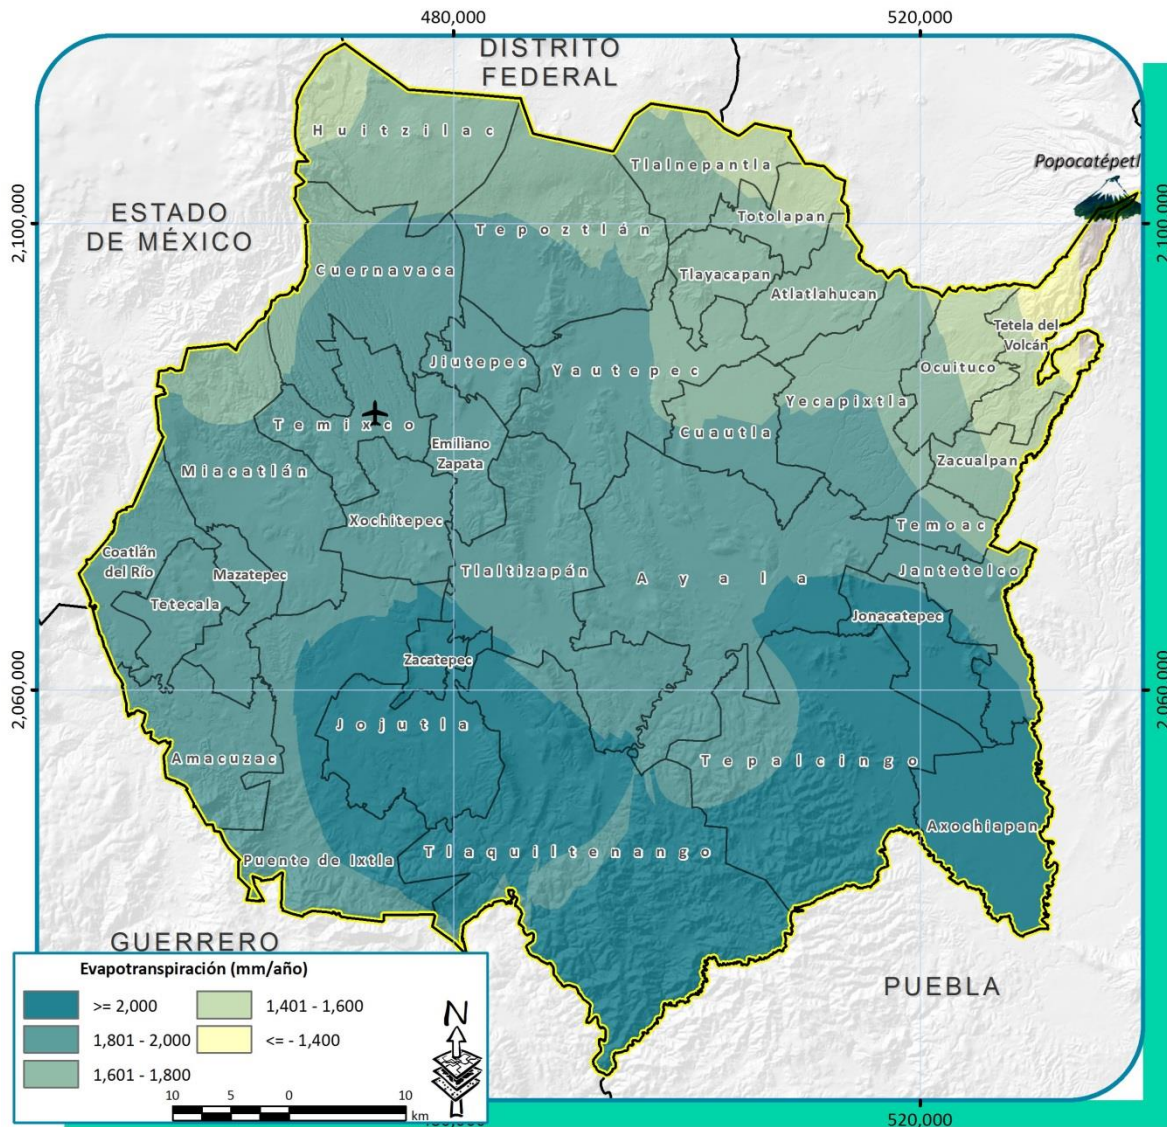 480,000
520,000
DISTRITO
FEDERAL
Huitzilac
Tlalnepantla
Popocatépetl
ESTADO
DE MÉXICO
2,100,000
2,100,000
Totolapan
Tepoztlán
Cuernavaca
Tlayacapan
Atlatlahucan
Tetela del
Volcán
Jiutepec
Yautepec
Ocuituco
Yecapixtla
Temixco
Cuautla
Emiliano
Zapata
Zacualpan
Miacatlán
Xochitepec
Temoac
Coatlán
del Río
Mazatepec
Tlaltizapán
Ayala
Jantetelco
Tetecala
Jonacatepec
Zacatepec
2,060,000
2,060,000
Jojutla
Amacuzac
Tepalcingo
Axochiapan
Puente de Ixtla
Tlaquiltenango
GUERRERO
PUEBLA
Evapotranspiración (mm/año)
>= 2,000
1,401 - 1,600
1,801 - 2,000
<= - 1,400
1,601 - 1,800
N
10 5 0 10
km
520,000